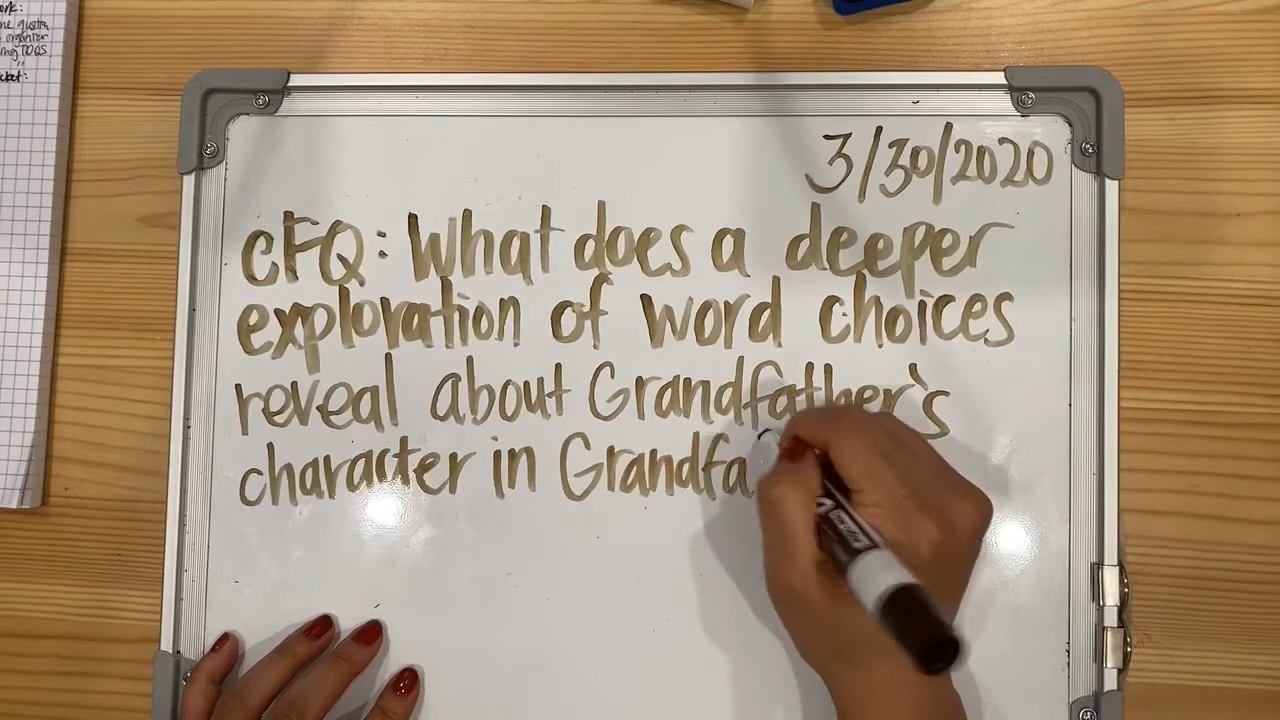 3/30/2020
CFQ: What does a deeper
exploration of word choices
reveal about Grandfather's
character in Grandfa